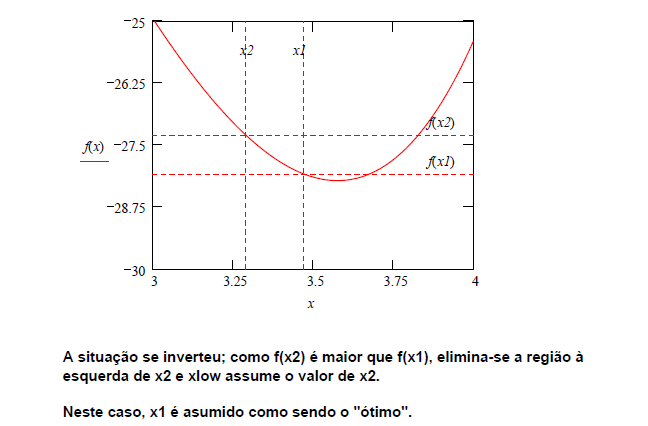 −25
x2 x1
−26.25
f(x2)
f(x) −27.5
f(x1)
−28.75
−30
3 3.25 3.5 3.75 4
x
A situação se inverteu; como f(x2) é maior que f(x1), elimina-se a região à
esquerda de x2 e xlow assume o valor de x2.
Neste caso, x1 é asumido como sendo o "ótimo".